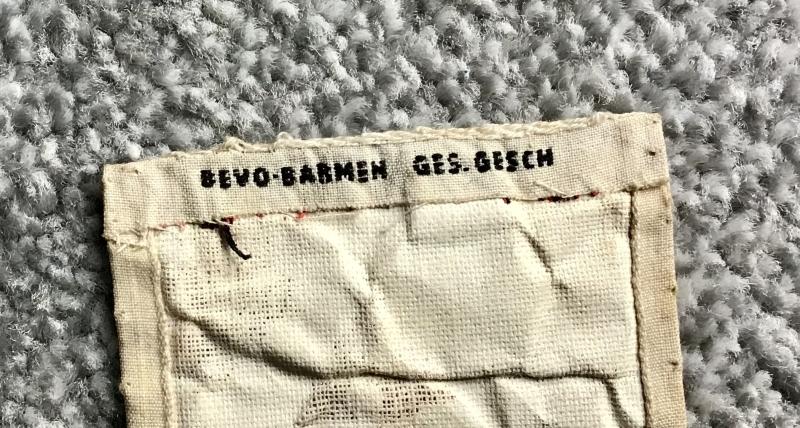 BEVO-BARMEN GES. GESCH